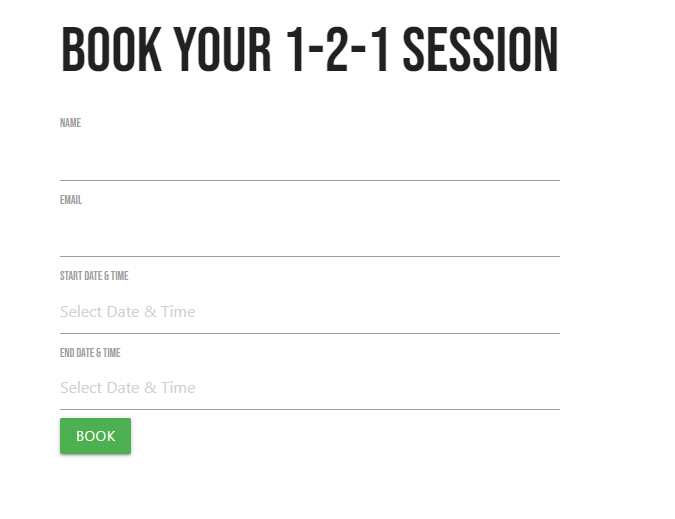 BOOK YOUR 1-2-1 SESSION
NAME
EMAIL
START DATE & TIME
Select Date & Time
END DATE & TIME
Select Date & Time
BOOK